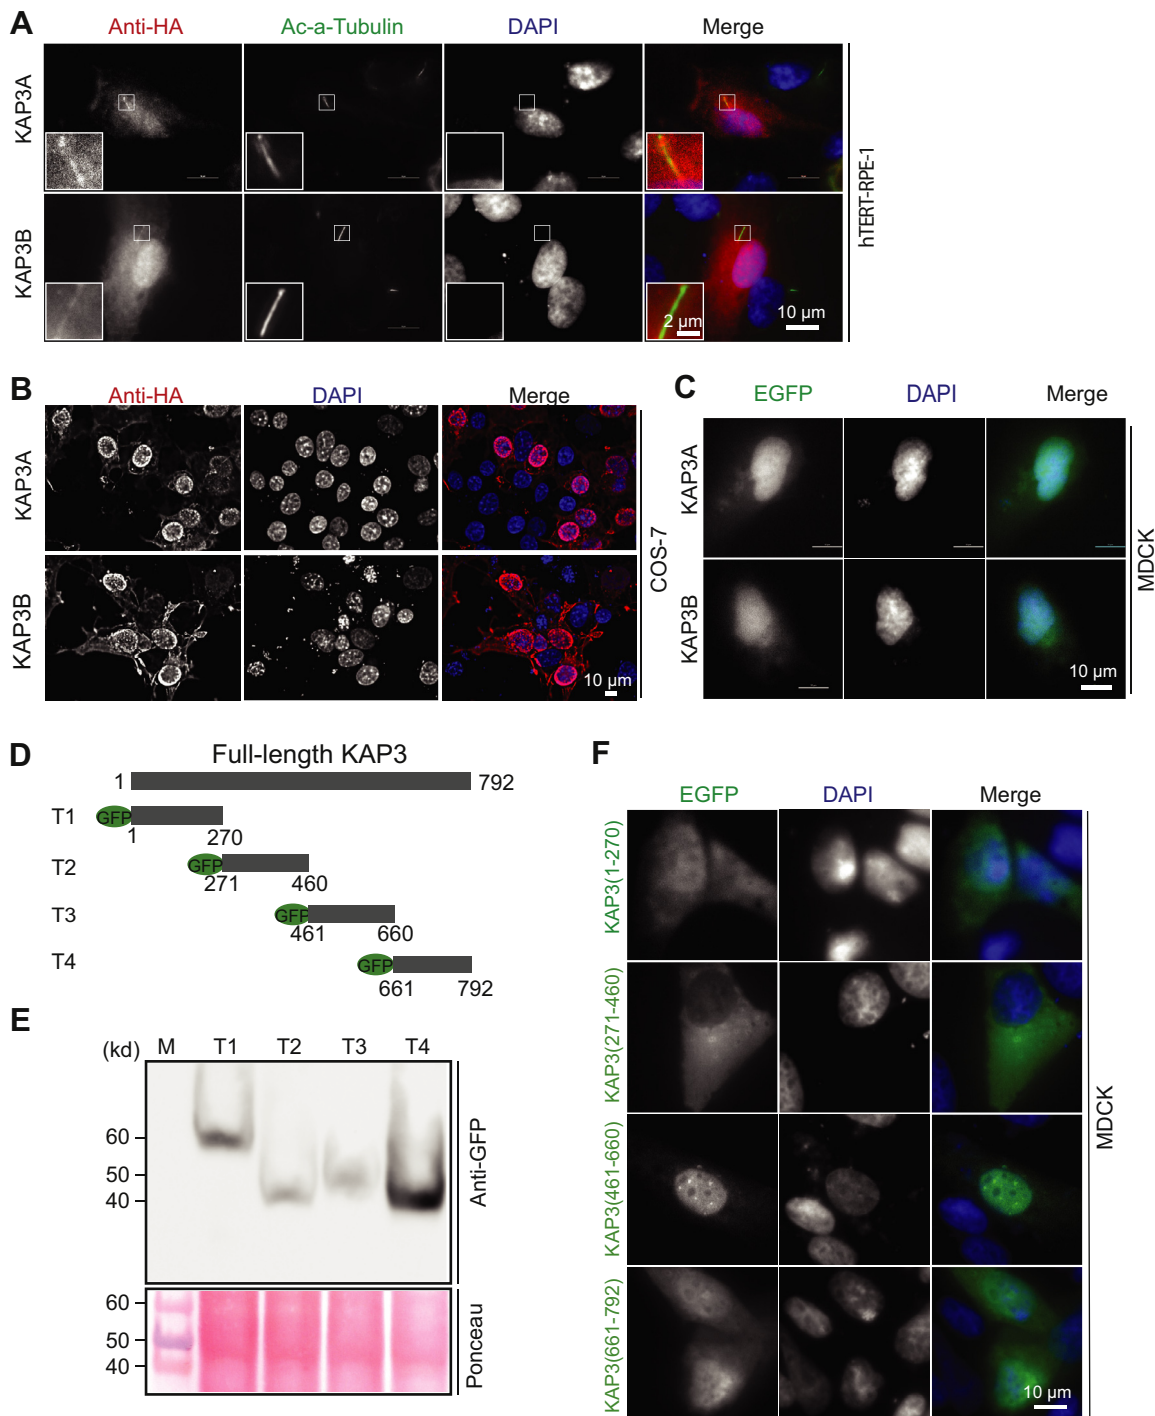 A
Anti-HA
Ac-a-Tubulin
DAPI
Merge
KAP3A
KAP3B
2 µm
10 µm
hTERT-RPE-1
B
Anti-HA
DAPI
Merge
KAP3A
KAP3B
10 µm
COS-7
C
EGFP
DAPI
Merge
KAP3A
KAP3B
10 µm
MDCK
D
Full-length KAP3
1
792
T1
GFP
1
270
T2
GFP
271
460
T3
GFP
461
660
T4
GFP
661
792
E
(kd)
M
T1
T2
T3
T4
60
50
40
Anti-GFP
60
50
40
Ponceau
F
EGFP
DAPI
Merge
KAP3(1-270)
KAP3(271-460)
KAP3(461-660)
KAP3(661-792)
10 µm
MDCK